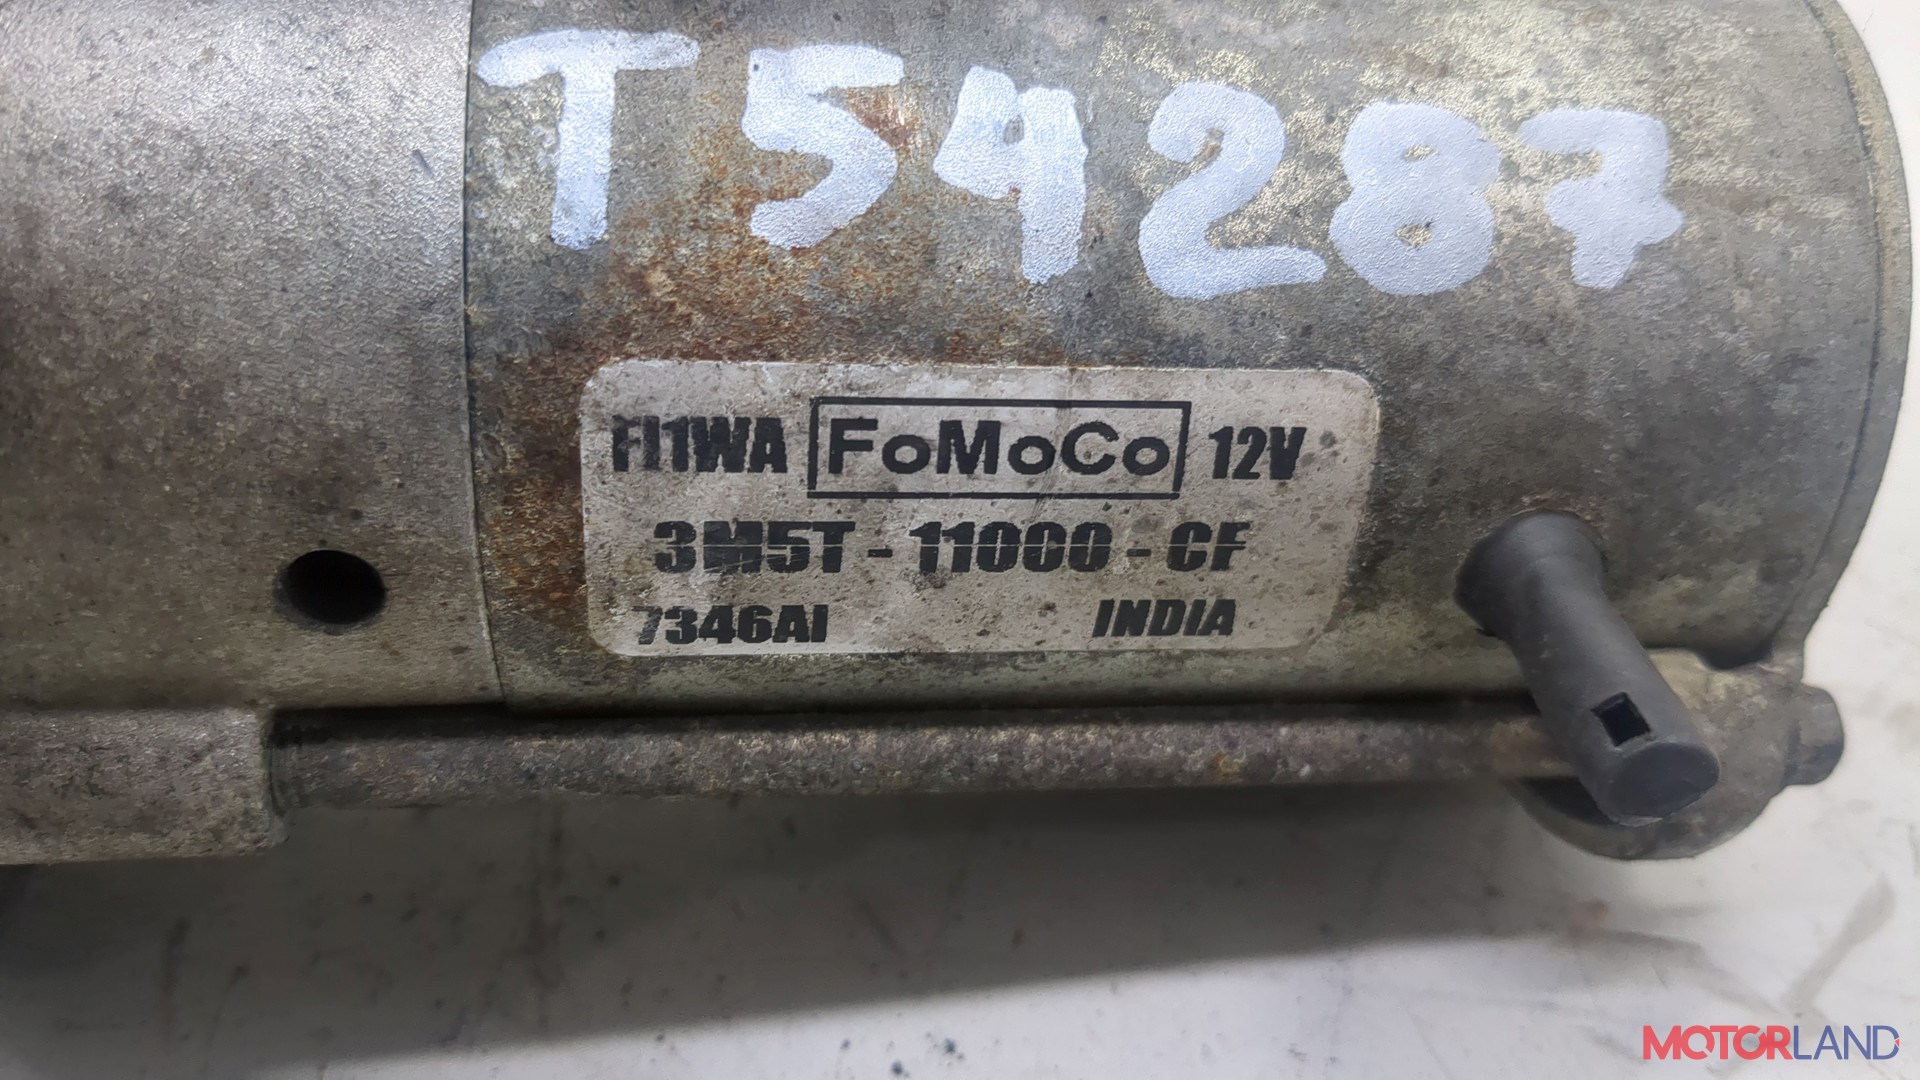 T54287
FI1WA FoMoCo 12V
3M5T-11000-CF
7346AI INDIA
MOTORLAND